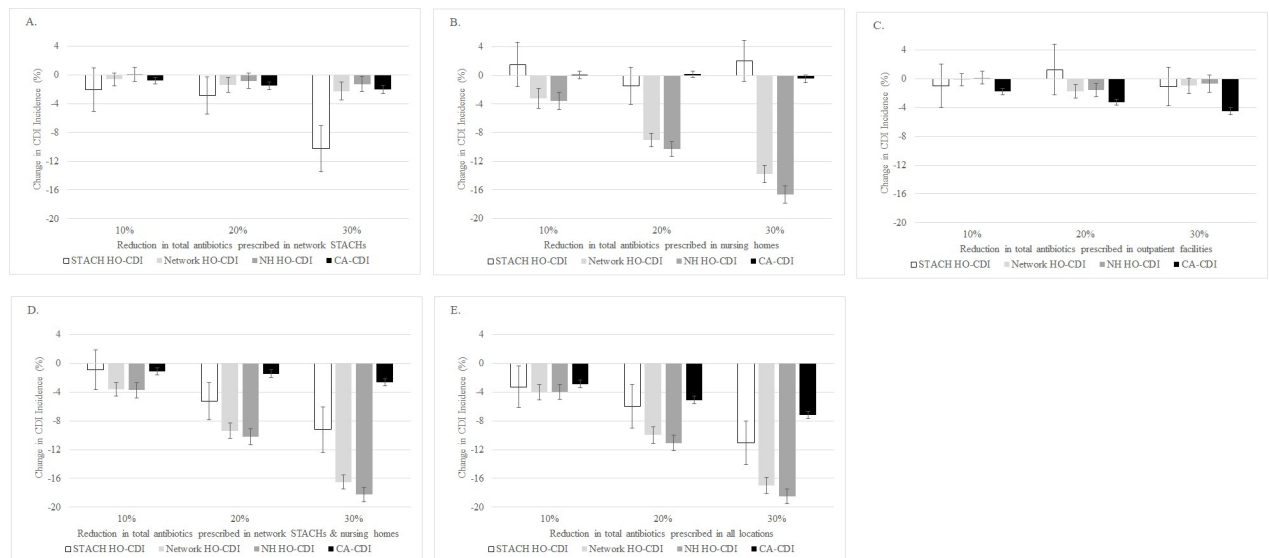 A.
4
0
-4
-8
-12
-16
-20
Change in CDI Incidence (%)
10% 20% 30%
Reduction in total antibiotics prescribed in network STACHs
STACH HO-CDI Network HO-CDI NH HO-CDI CA-CDI
B.
4
0
-4
-8
-12
-16
-20
Change in CDI Incidence (%)
10% 20% 30%
Reduction in total antibiotics prescribed in nursing homes
STACH HO-CDI Network HO-CDI NH HO-CDI CA-CDI
C.
4
0
-4
-8
-12
-16
-20
Change in CDI Incidence (%)
10% 20% 30%
Reduction in total antibiotics prescribed in outpatient facilities
STACH HO-CDI Network HO-CDI NH HO-CDI CA-CDI
D.
4
0
-4
-8
-12
-16
-20
Change in CDI Incidence (%)
10% 20% 30%
Reduction in total antibiotics prescribed in network STACHs & nursing homes
STACH HO-CDI Network HO-CDI NH HO-CDI CA-CDI
E.
4
0
-4
-8
-12
-16
-20
Change in CDI Incidence (%)
10% 20% 30%
Reduction in total antibiotics prescribed in all locations
STACH HO-CDI Network HO-CDI NH HO-CDI CA-CDI